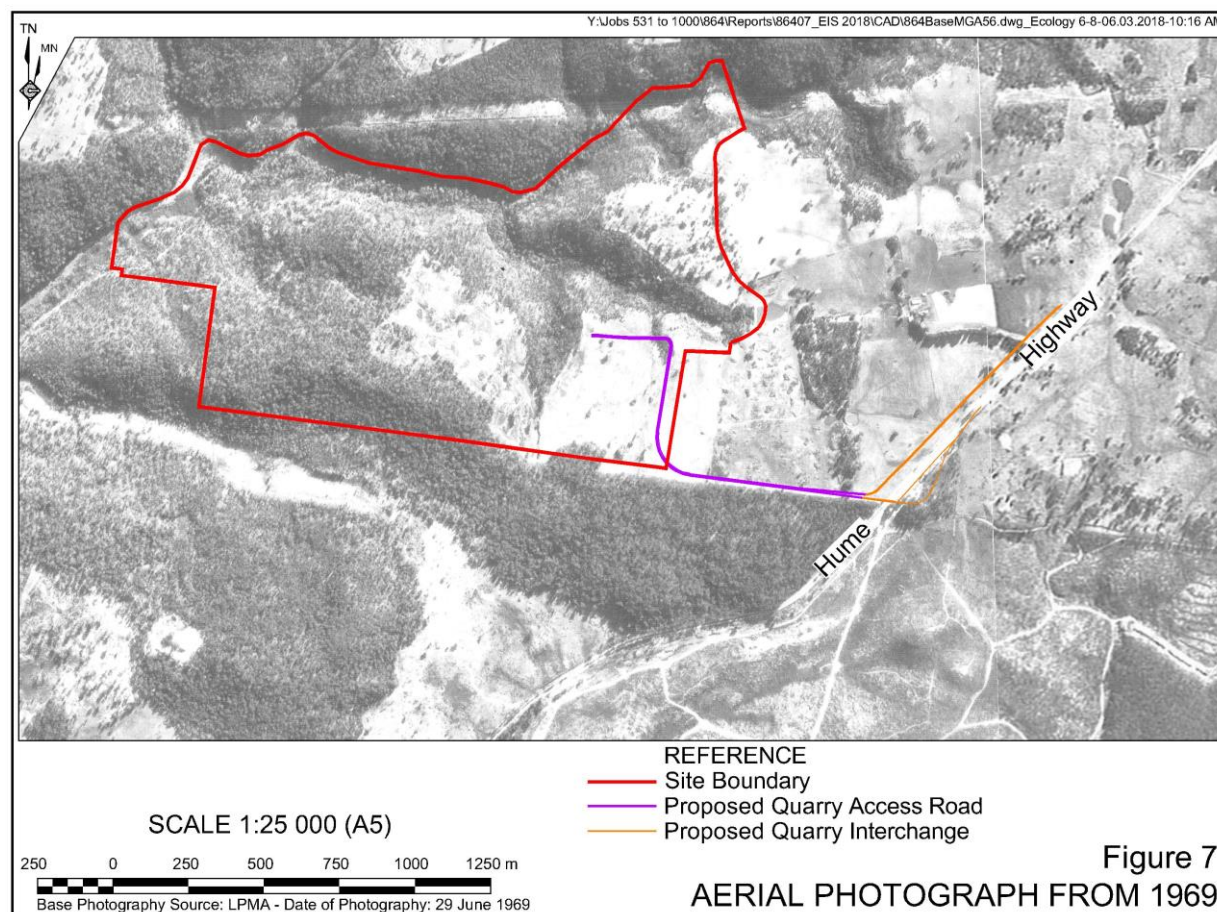 Y:\Jobs 531 to 1000\864\Reports\86407_EIS 2018\CAD\864BaseMGA56.dwg_Ecology 6-8-06.03.2018-10:16 AM
TN
MN
Hume Highway
REFERENCE
Site Boundary
Proposed Quarry Access Road
Proposed Quarry Interchange
SCALE 1:25 000 (A5)
250 0 250 500 750 1000 1250 m
Base Photography Source: LPMA - Date of Photography: 29 June 1969
Figure 7
AERIAL PHOTOGRAPH FROM 1969